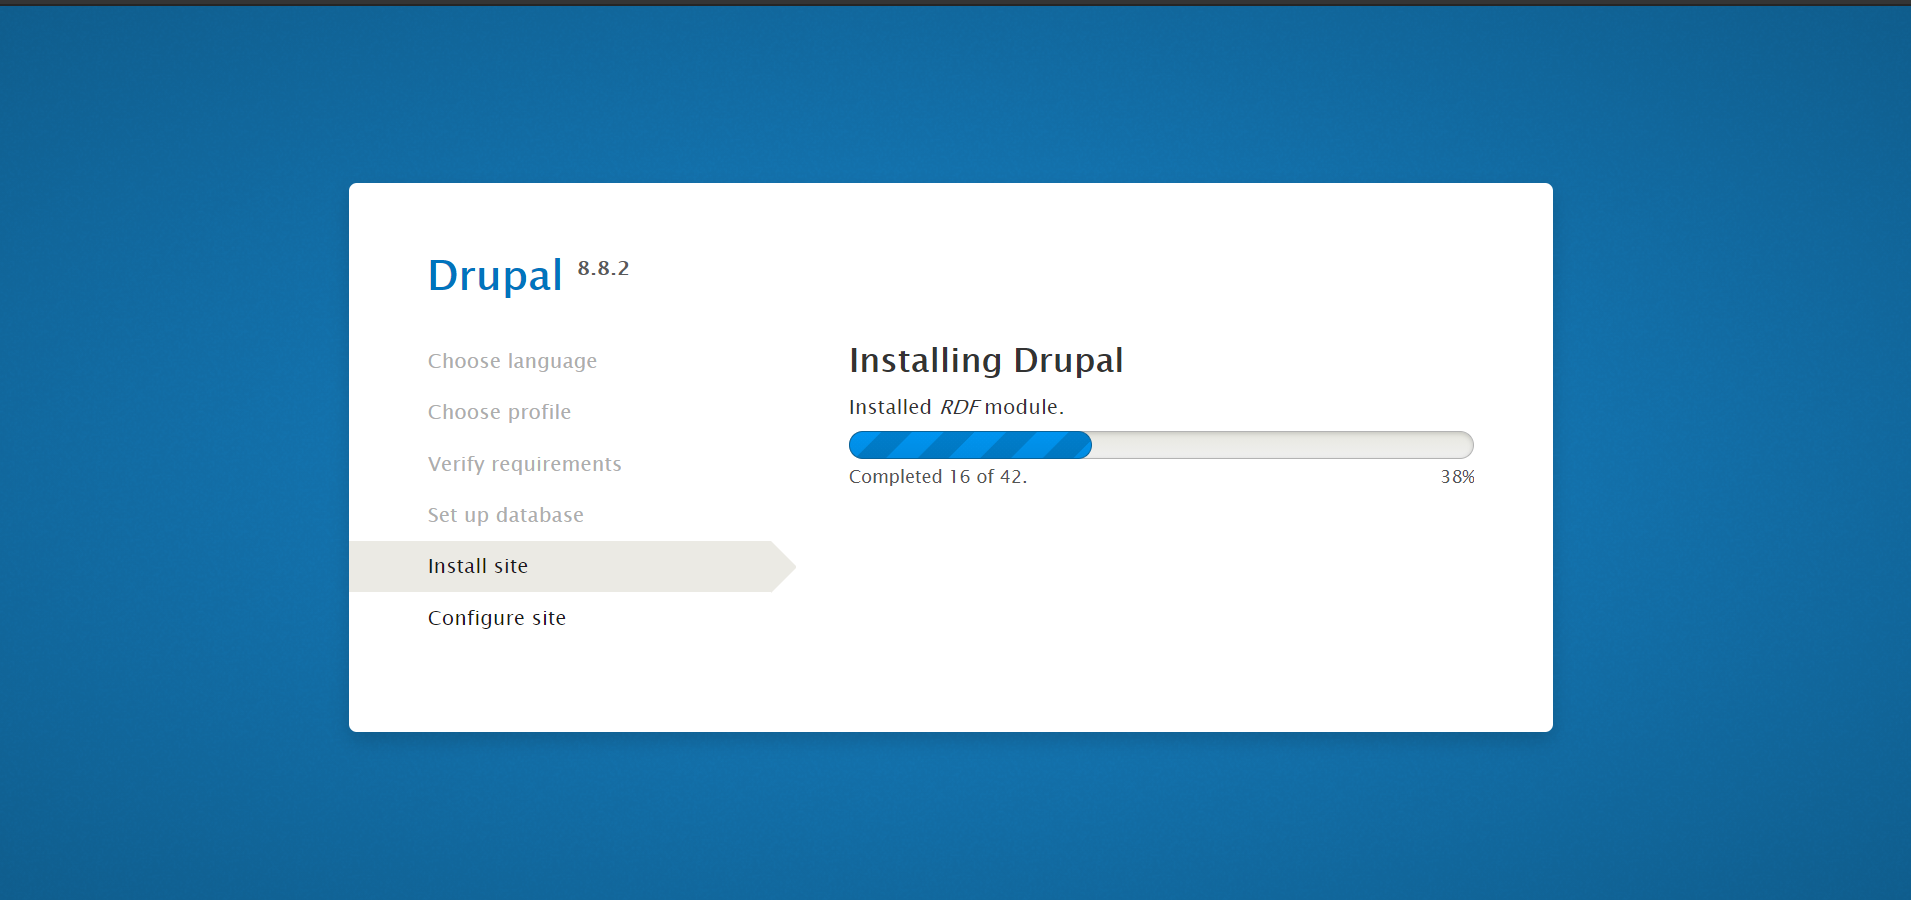 Drupal 8.8.2
Choose language
Choose profile
Verify requirements
Set up database
Install site
Configure site
Installing Drupal
Installed RDF module.
Completed 16 of 42.
38%